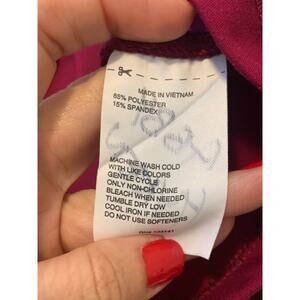 MADE IN VIETNAM
85% POLYESTER
15% SPANDEX
MACHINE WASH COLD
WITH LIKE COLORS
GENTLE CYCLE
ONLY NON-CHLORINE
BLEACH WHEN NEEDED
TUMBLE DRY LOW
COOL IRON IF NEEDED
DO NOT USE SOFTENERS